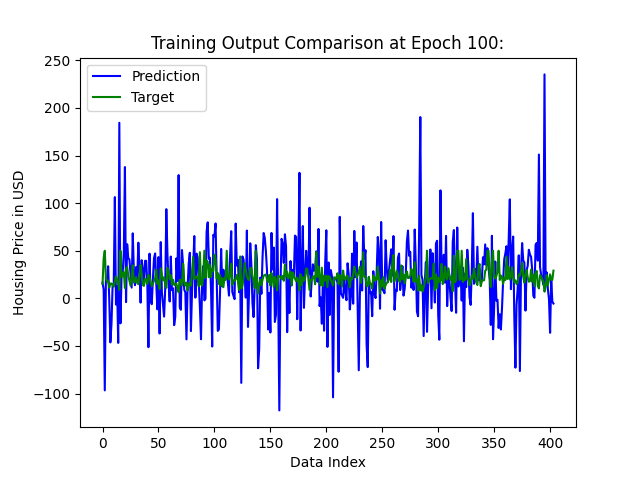 Training Output Comparison at Epoch 100:
Prediction
Target
250
200
150
100
50
0
−50
−100
Housing Price in USD
0 50 100 150 200 250 300 350 400
Data Index